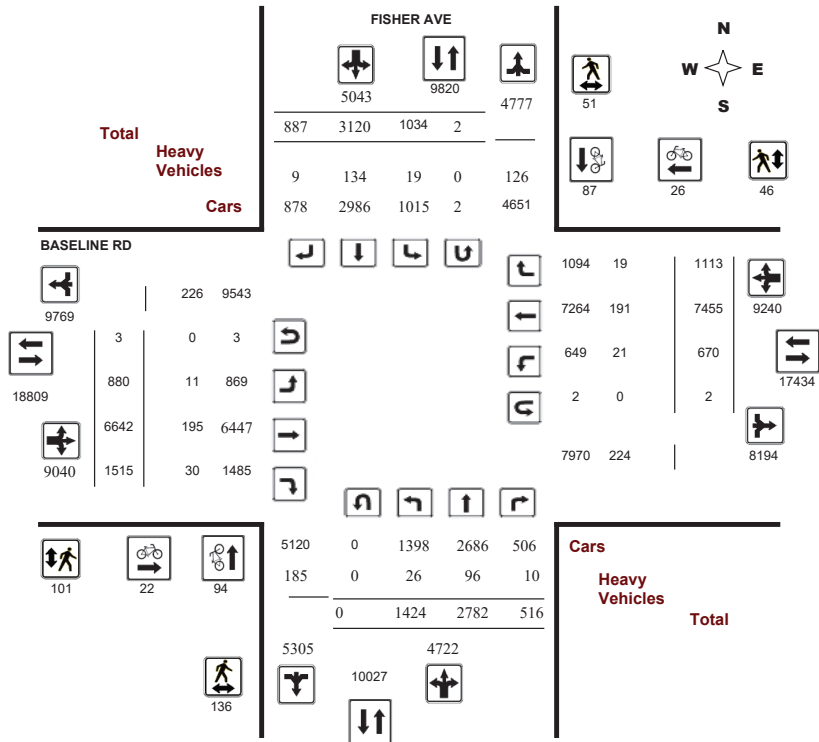 FISHER AVE
N
W E
S
5043
9820
4777
51
Total
887 3120 1034 2
Heavy
Vehicles
9 134 19 0 126
87 26 46
Cars
878 2986 1015 2 4651
BASELINE RD
1094 19 1113
226 9543
9769
7264 191 7455
9240
3 0 3
649 21 670
17434
18809
880 11 869
2 0 2
6642 195 6447
9040
7970 224 8194
1515 30 1485
5120 0 1398 2686 506
Cars
185 0 26 96 10
Heavy
Vehicles
101 22 94
0 1424 2782 516
Total
5305
4722
10027
136